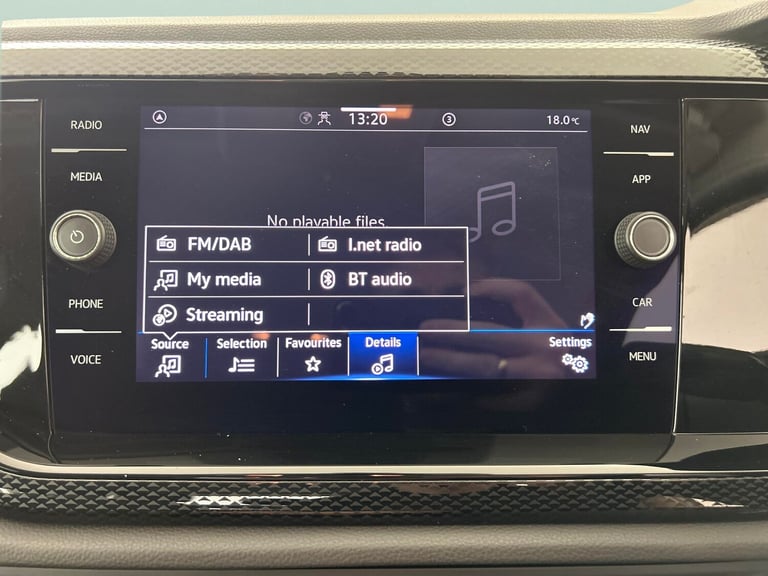 RADIO
MEDIA
PHONE
VOICE
13:20
3
18.0°C
No playable files.
FM/DAB
I.net radio
My media
BT audio
Streaming
Source
Selection
Favourites
Details
Settings
NAV
APP
CAR
MENU